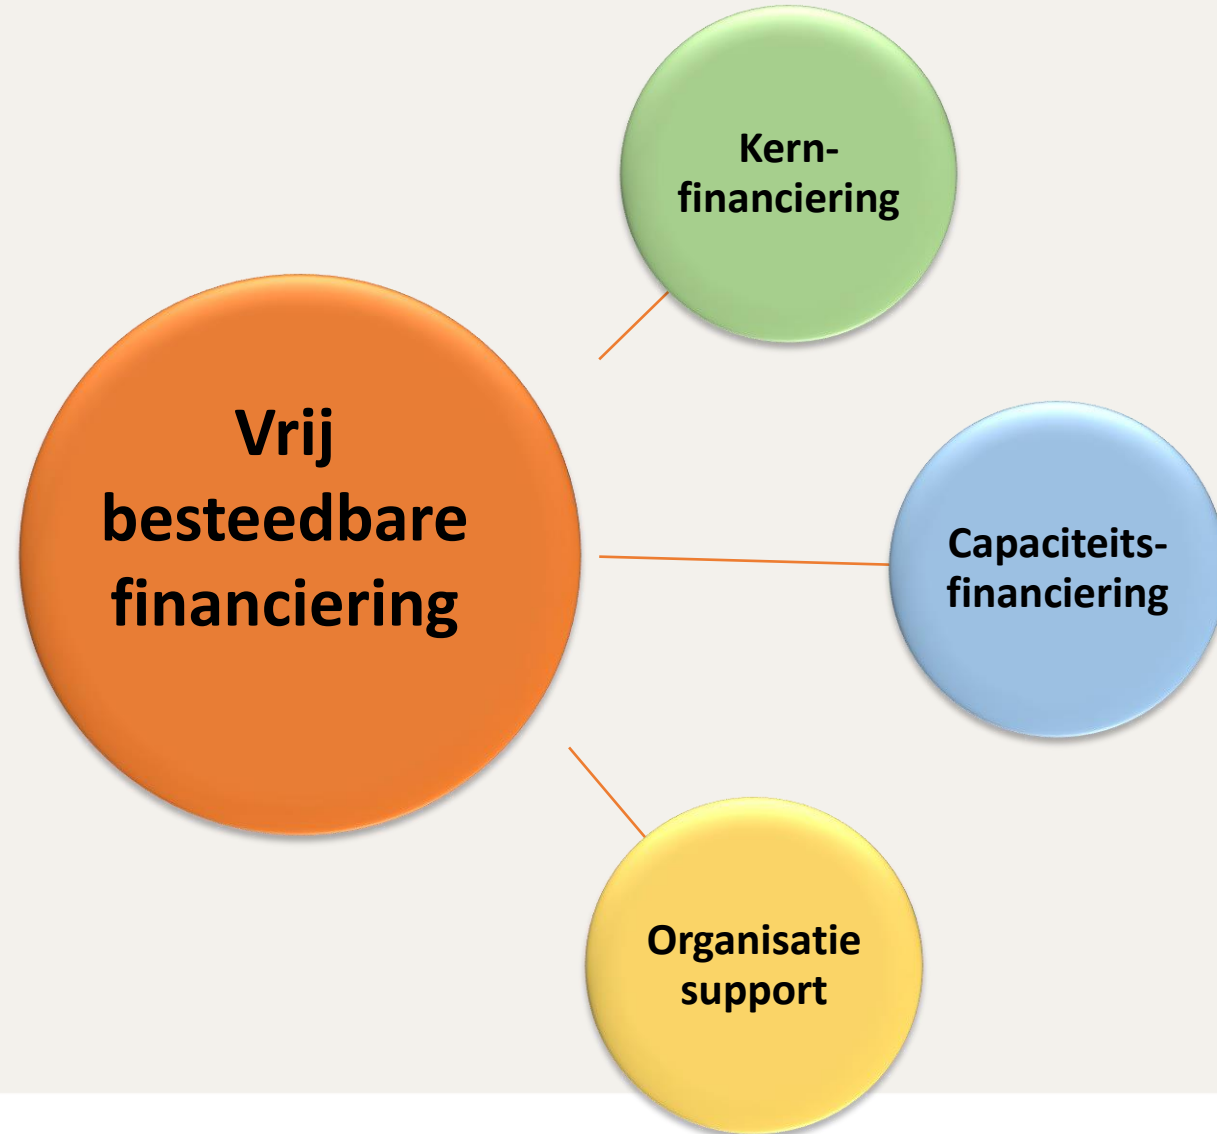 Kern-
financiering
Vrij
besteedbare
financiering
Capaciteits-
financiering
Organisatie
support